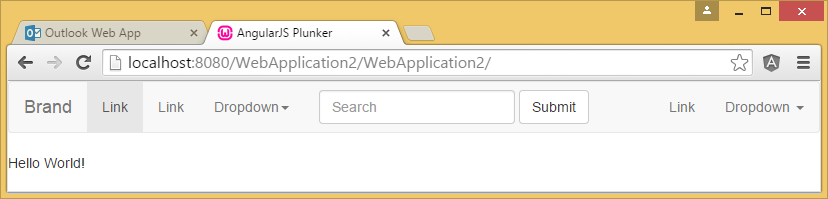 Outlook Web App AngularJS Plunker
localhost:8080/WebApplication2/WebApplication2/
Brand Link Link Dropdown Search Submit Link Dropdown
Hello World!